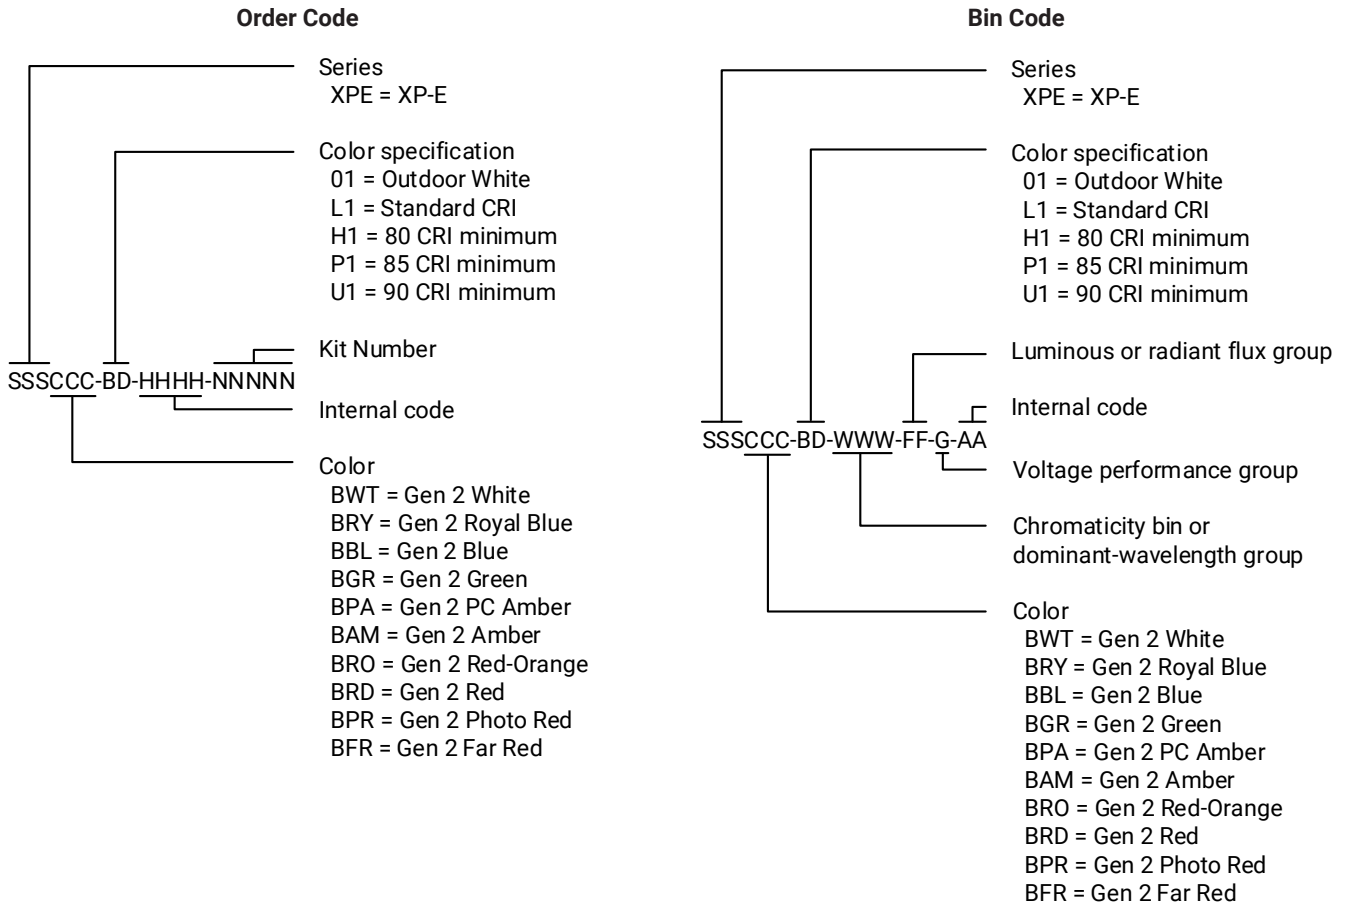 Order Code
Series
XPE = XP-E
Color specification
01 = Outdoor White
L1 = Standard CRI
H1 = 80 CRI minimum
P1 = 85 CRI minimum
U1 = 90 CRI minimum
Kit Number
SSSCCC-BD-HHHH-NNNNN
Internal code
Color
BWT = Gen 2 White
BRY = Gen 2 Royal Blue
BBL = Gen 2 Blue
BGR = Gen 2 Green
BPA = Gen 2 PC Amber
BAM = Gen 2 Amber
BRO = Gen 2 Red-Orange
BRD = Gen 2 Red
BPR = Gen 2 Photo Red
BFR = Gen 2 Far Red
Bin Code
Series
XPE = XP-E
Color specification
01 = Outdoor White
L1 = Standard CRI
H1 = 80 CRI minimum
P1 = 85 CRI minimum
U1 = 90 CRI minimum
Luminous or radiant flux group
Internal code
SSSCCC-BD-WWW-FF-G-AA
Voltage performance group
Chromaticity bin or
dominant-wavelength group
Color
BWT = Gen 2 White
BRY = Gen 2 Royal Blue
BBL = Gen 2 Blue
BGR = Gen 2 Green
BPA = Gen 2 PC Amber
BAM = Gen 2 Amber
BRO = Gen 2 Red-Orange
BRD = Gen 2 Red
BPR = Gen 2 Photo Red
BFR = Gen 2 Far Red